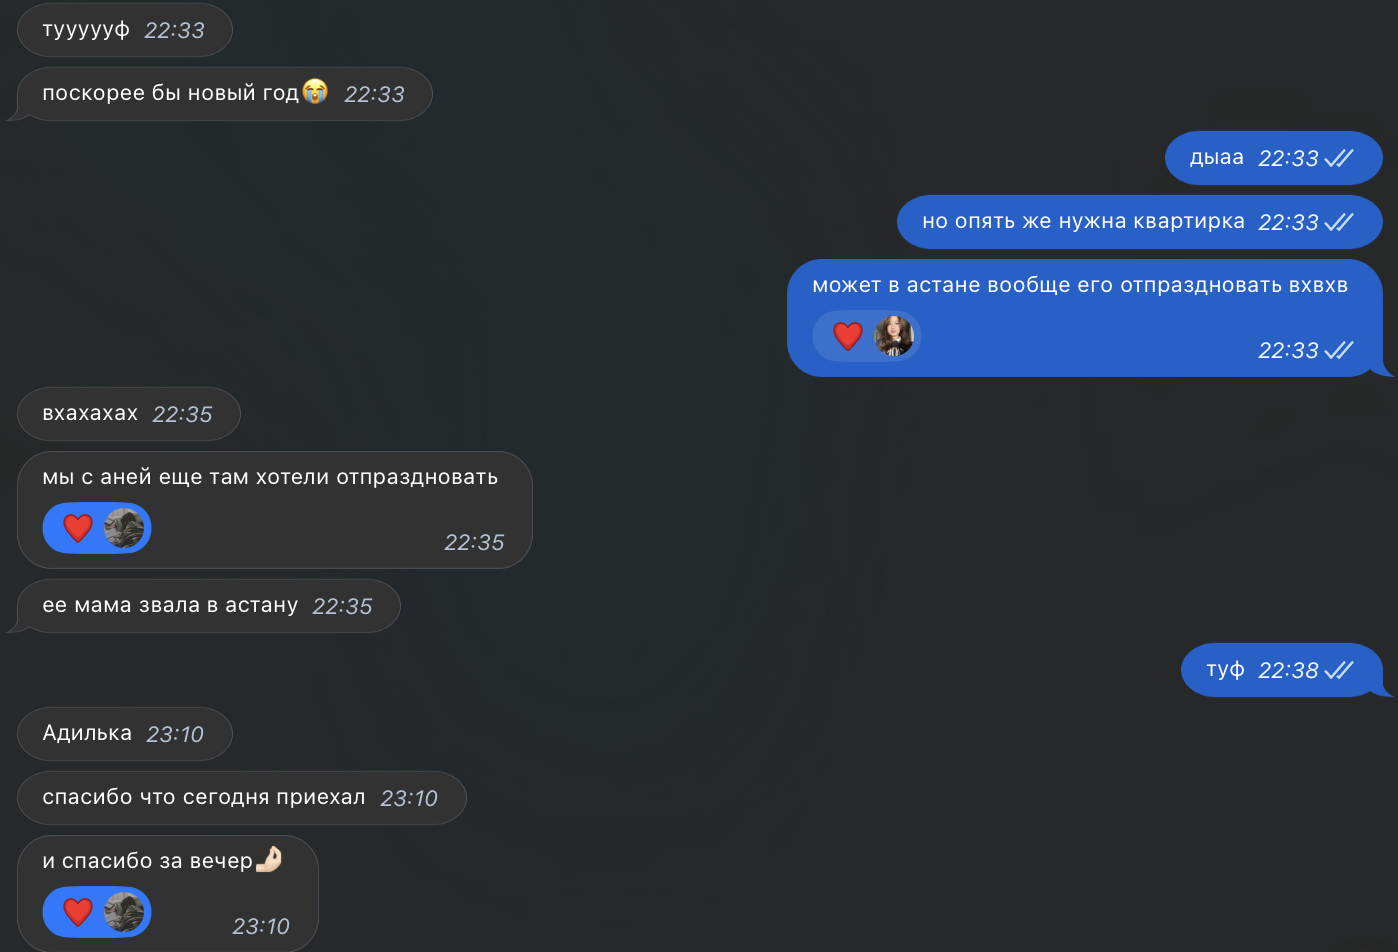 тууууф 22:33
поскорее бы новый год😭 22:33
дыаа 22:33
но опять же нужна квартирка 22:33
может в астане вообще его отпраздновать вхвхв
❤️
22:33
вхахахах 22:35
мы с аней еще там хотели отпраздновать
❤️
22:35
ее мама звала в астану 22:35
туф 22:38
Адилька 23:10
спасибо что сегодня приехал 23:10
и спасибо за вечер🤌🏻
❤️
23:10